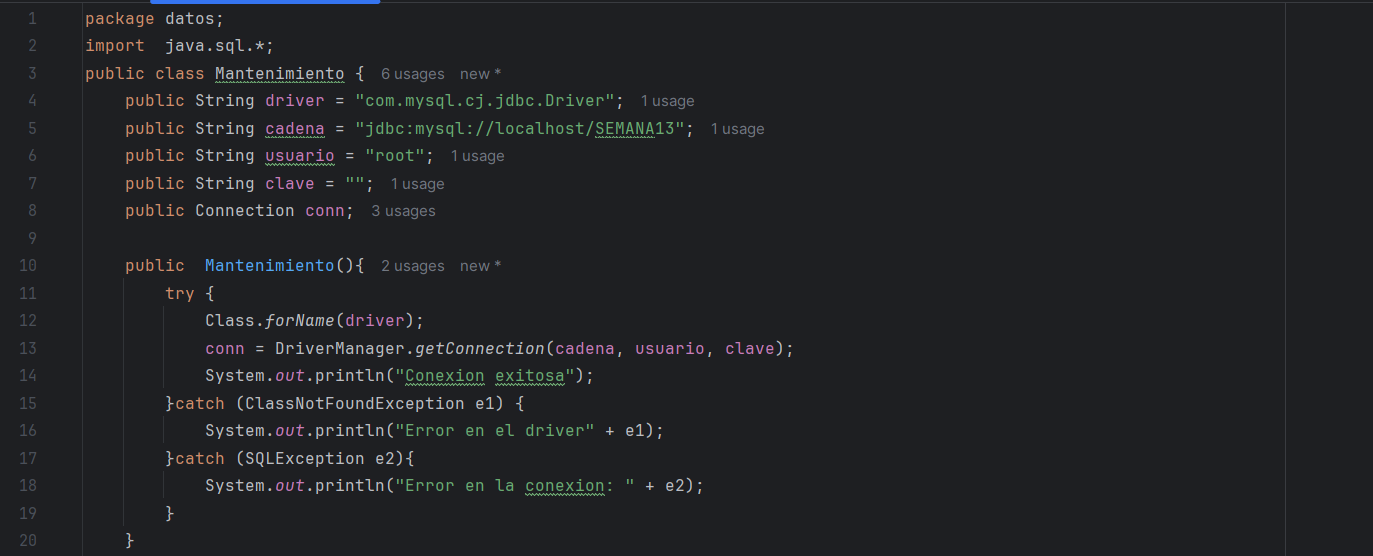 1 package datos;
2 import  java.sql.*;
3 public class Mantenimiento { 6 usages new *
4     public String driver = "com.mysql.cj.jdbc.Driver"; 1 usage
5     public String cadena = "jdbc:mysql://localhost/SEMANA13"; 1 usage
6     public String usuario = "root"; 1 usage
7     public String clave = ""; 1 usage
8     public Connection conn; 3 usages
9
10     public  Mantenimiento(){ 2 usages new *
11         try {
12             Class.forName(driver);
13             conn = DriverManager.getConnection(cadena, usuario, clave);
14             System.out.println("Conexion exitosa");
15         }catch (ClassNotFoundException e1) {
16             System.out.println("Error en el driver" + e1);
17         }catch (SQLException e2){
18             System.out.println("Error en la conexion: " + e2);
19         }
20     }